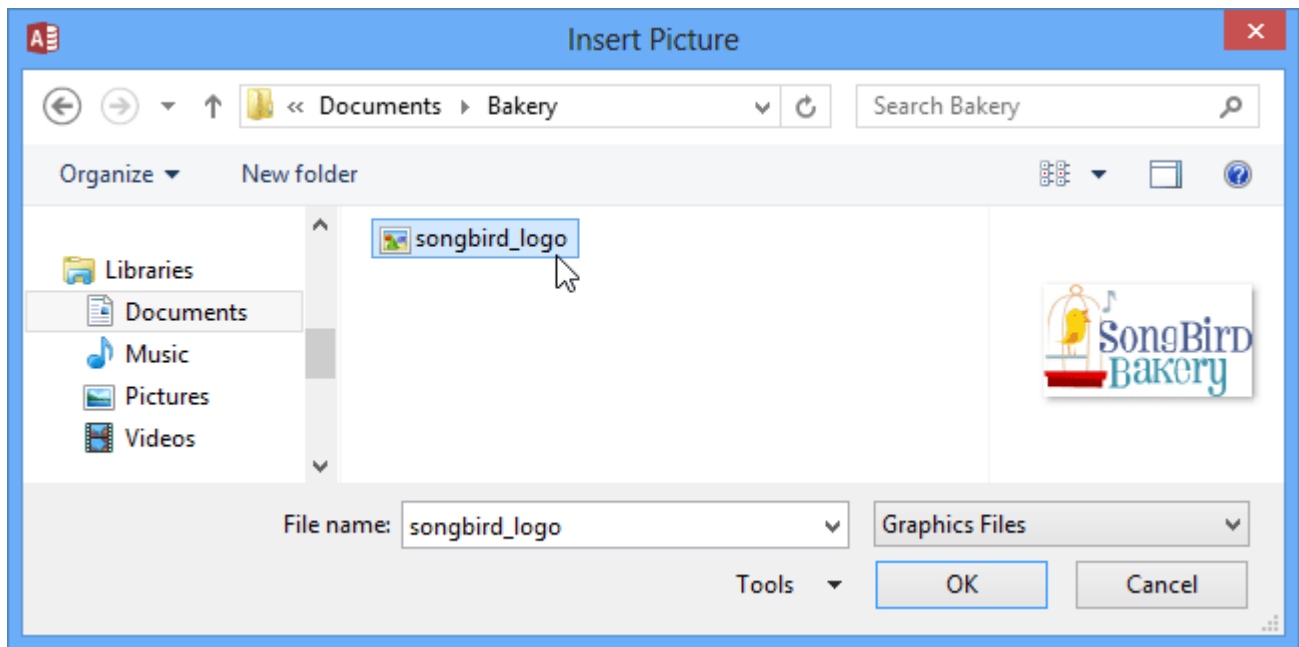 A
Insert Picture
« Documents Bakery
Search Bakery
Organize
New folder
songbird_logo
Libraries
Documents
Music
Pictures
Videos
SongBird
Bakery
File name: songbird_logo
Graphics Files
Tools
OK
Cancel